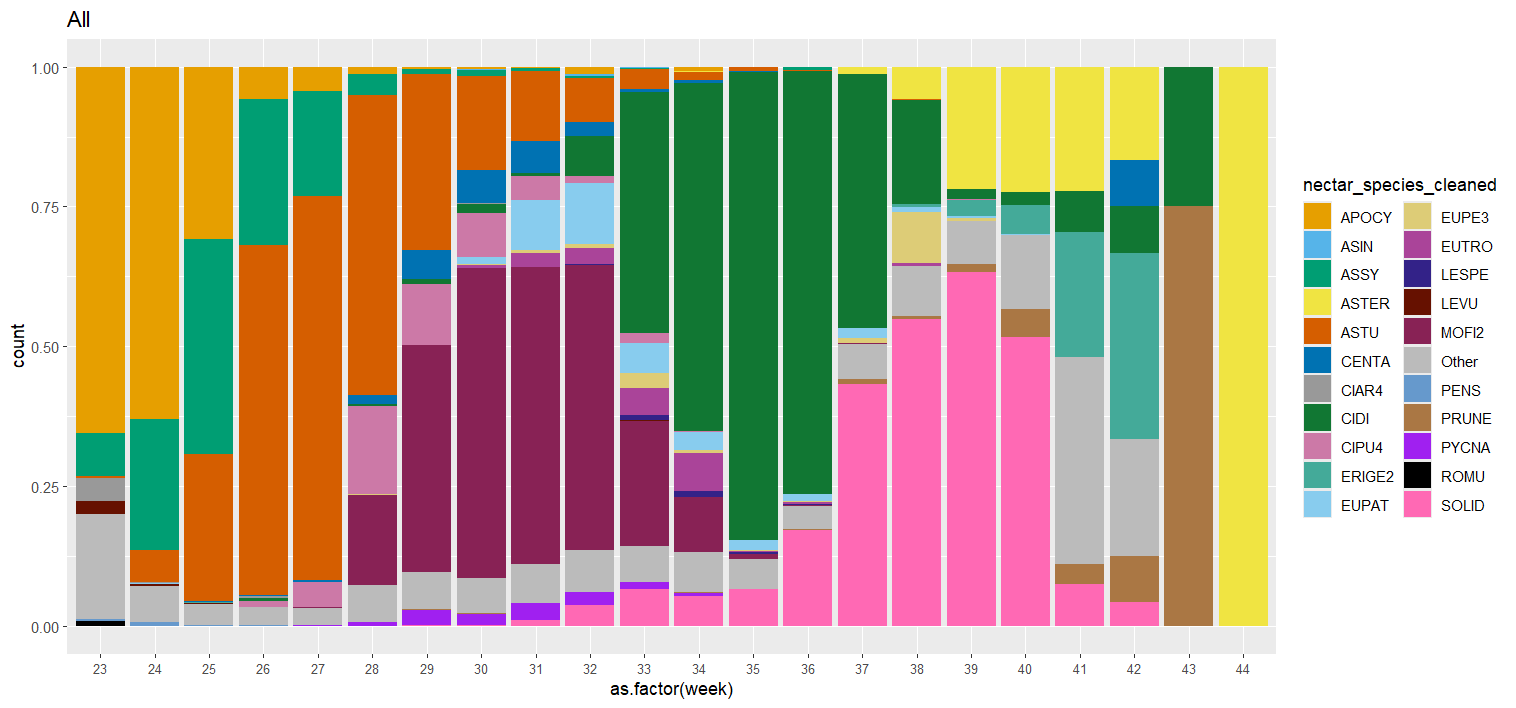 All
count
1.00
0.75
0.50
0.25
0.00
23 24 25 26 27 28 29 30 31 32 33 34 35 36 37 38 39 40 41 42 43 44
as.factor(week)
nectar_species_cleaned
APOCY EUPE3
ASIN EUTRO
ASSY LESPE
ASTER LEVU
ASTU MOFI2
CENTA Other
CIAR4 PENS
CIDI PRUNE
CIPU4 PYCNA
ERIGE2 ROMU
EUPAT SOLID